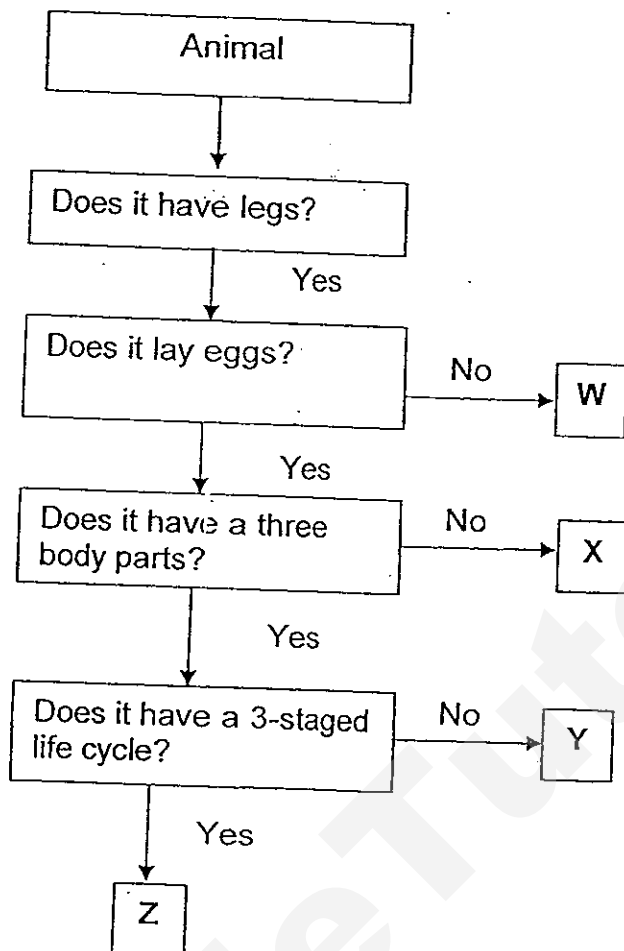 Animal
Does it have legs?
Yes
Does it lay eggs?
No
W
Yes
Does it have a three
body parts?
No
X
Yes
Does it have a 3-staged
life cycle?
No
Y
Yes
Z